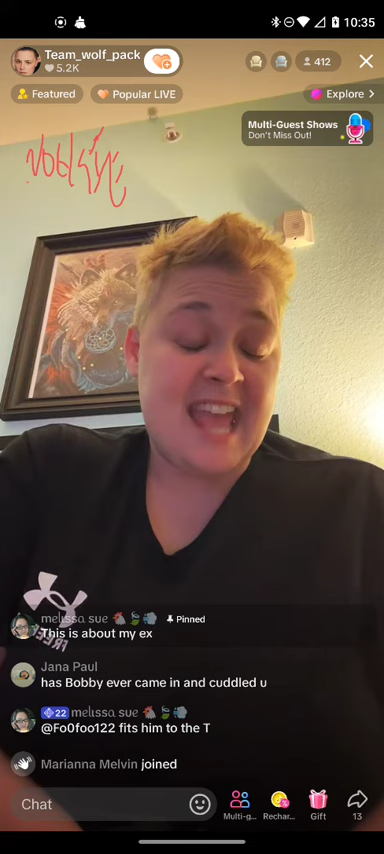 10:35
Team_wolf_pack
5.2K
412
Featured
Popular LIVE
Explore >
Multi-Guest Shows
Don't Miss Out!
melissa sue Pinned
This is about my ex
Jana Paul
has Bobby ever came in and cuddled u
22 melissa sue
@Fo0foo122 fits him to the T
Marianna Melvin joined
Chat
Multi-g... Rechar... Gift 13